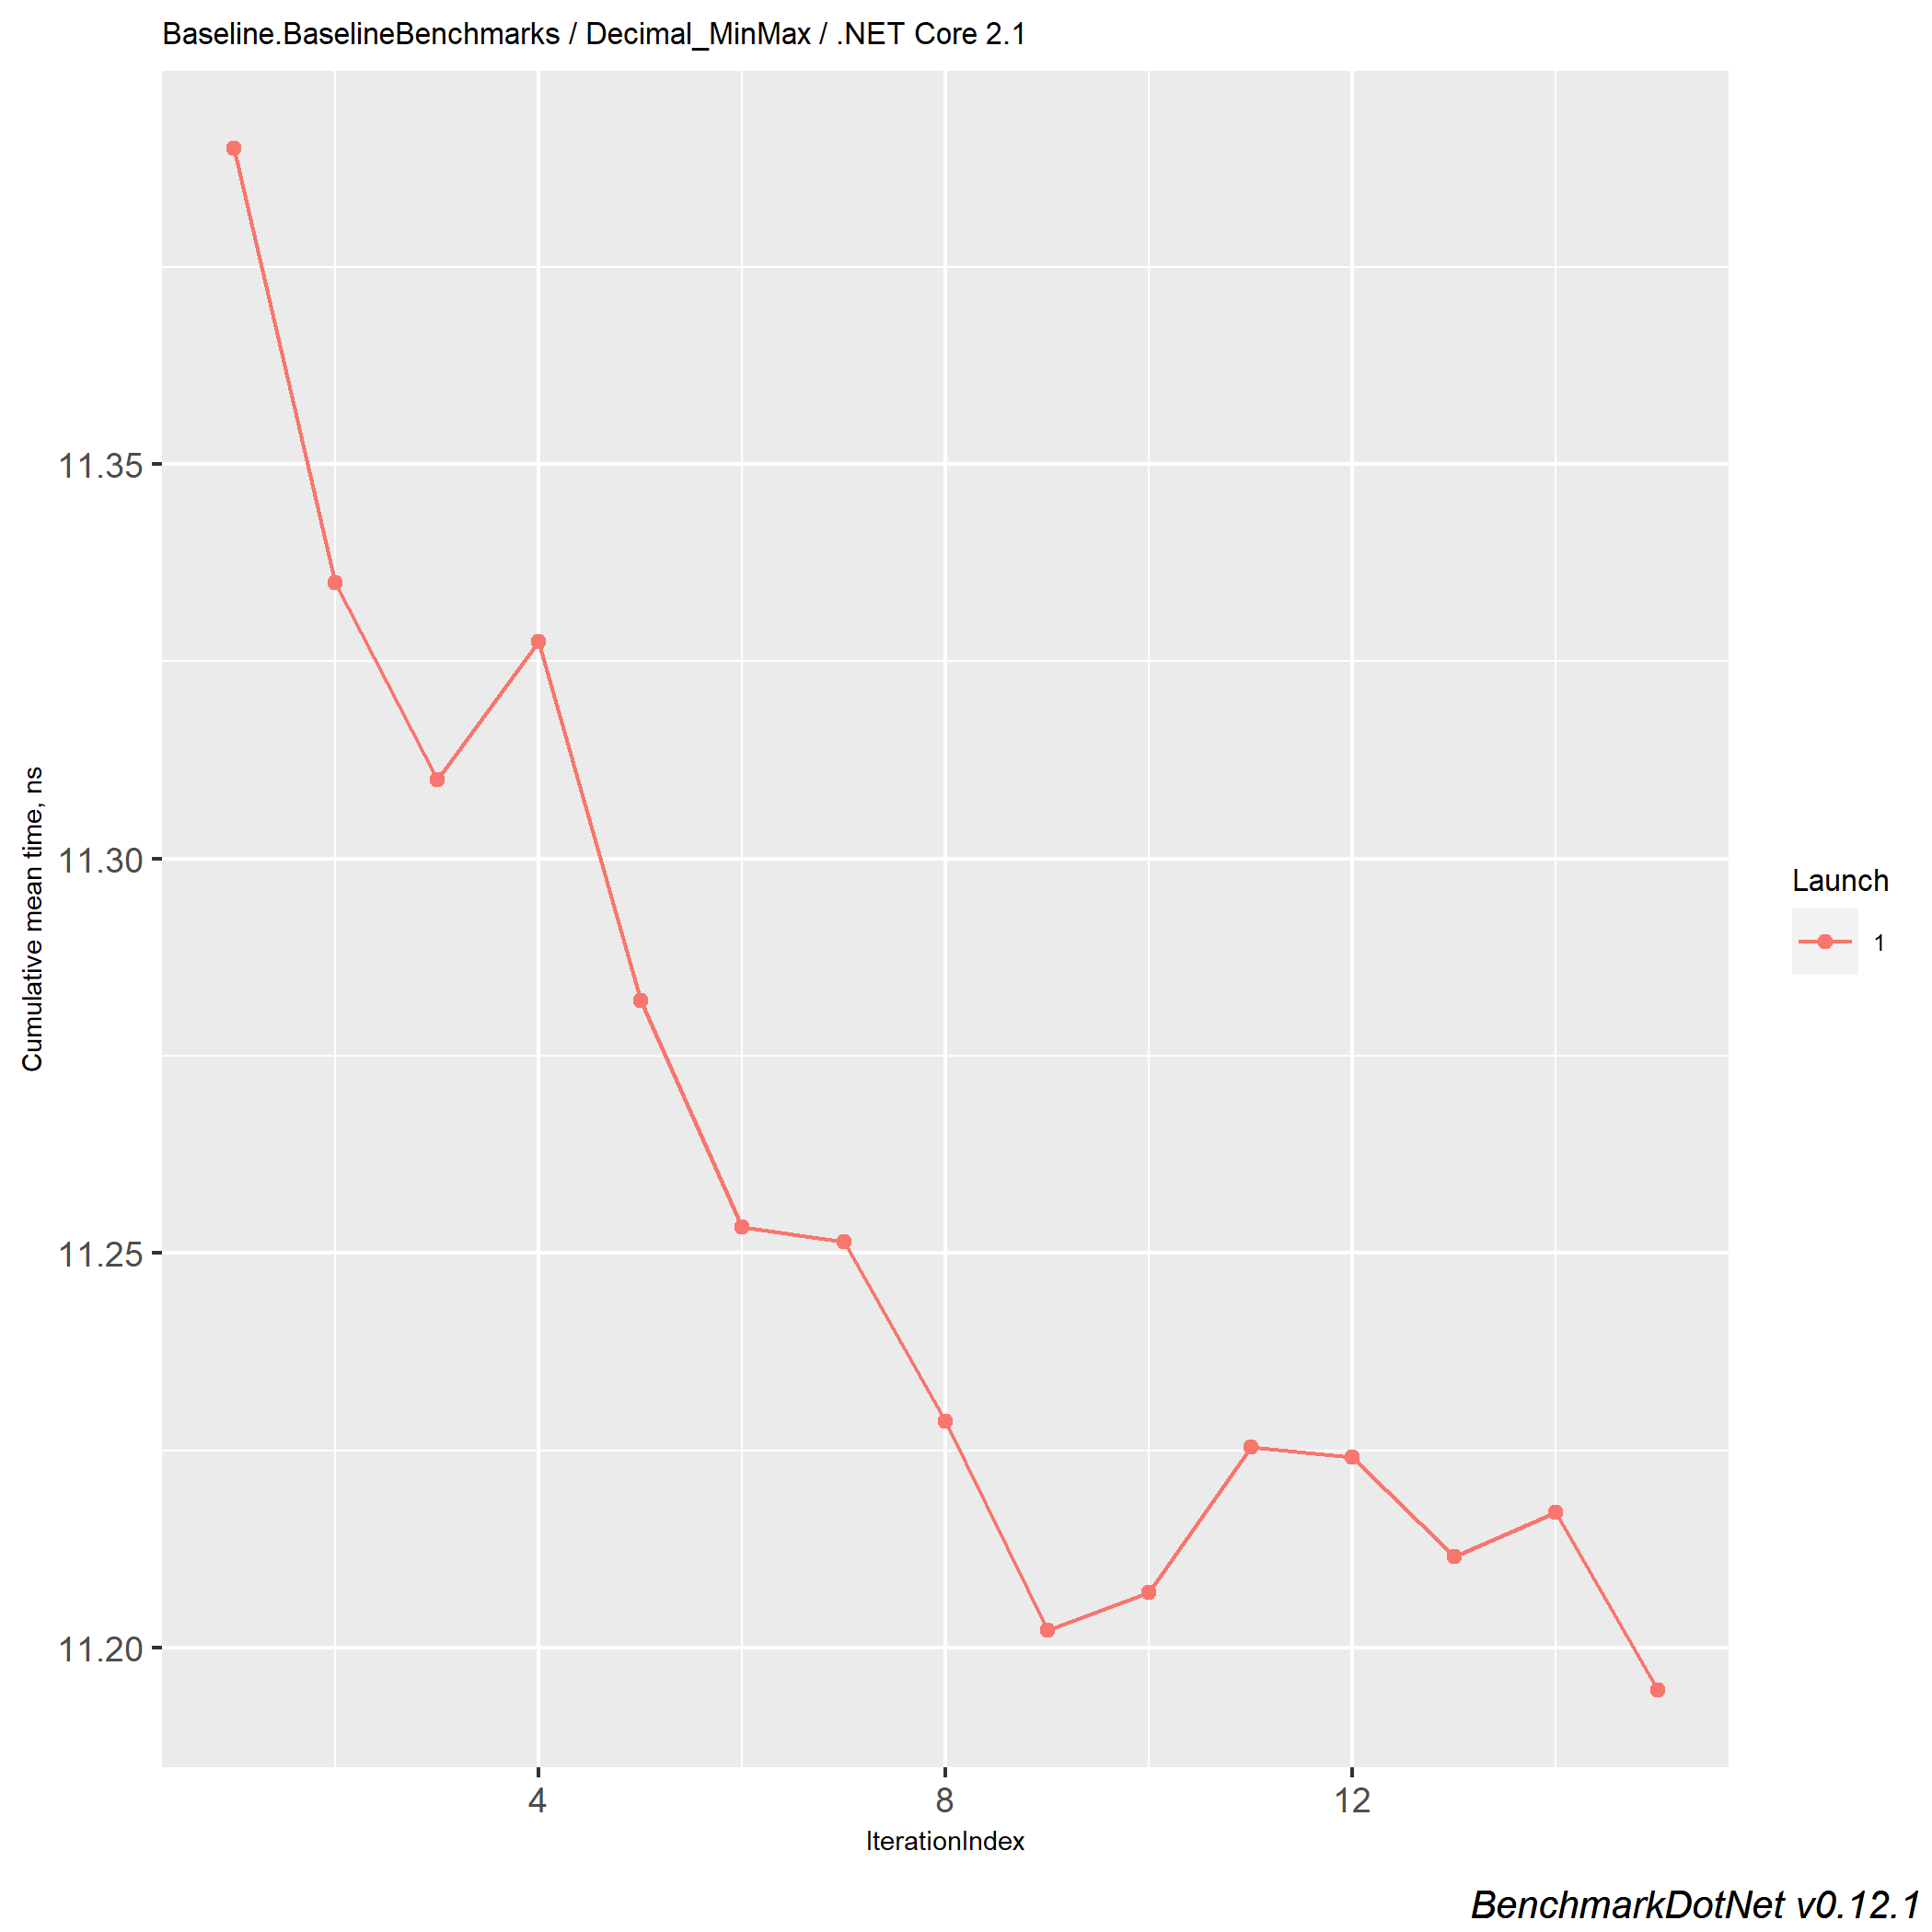 Baseline.BaselineBenchmarks / Decimal_MinMax / .NET Core 2.1
Cumulative mean time, ns
11.35
11.30
11.25
11.20
4
8
12
IterationIndex
Launch
1
BenchmarkDotNet v0.12.1